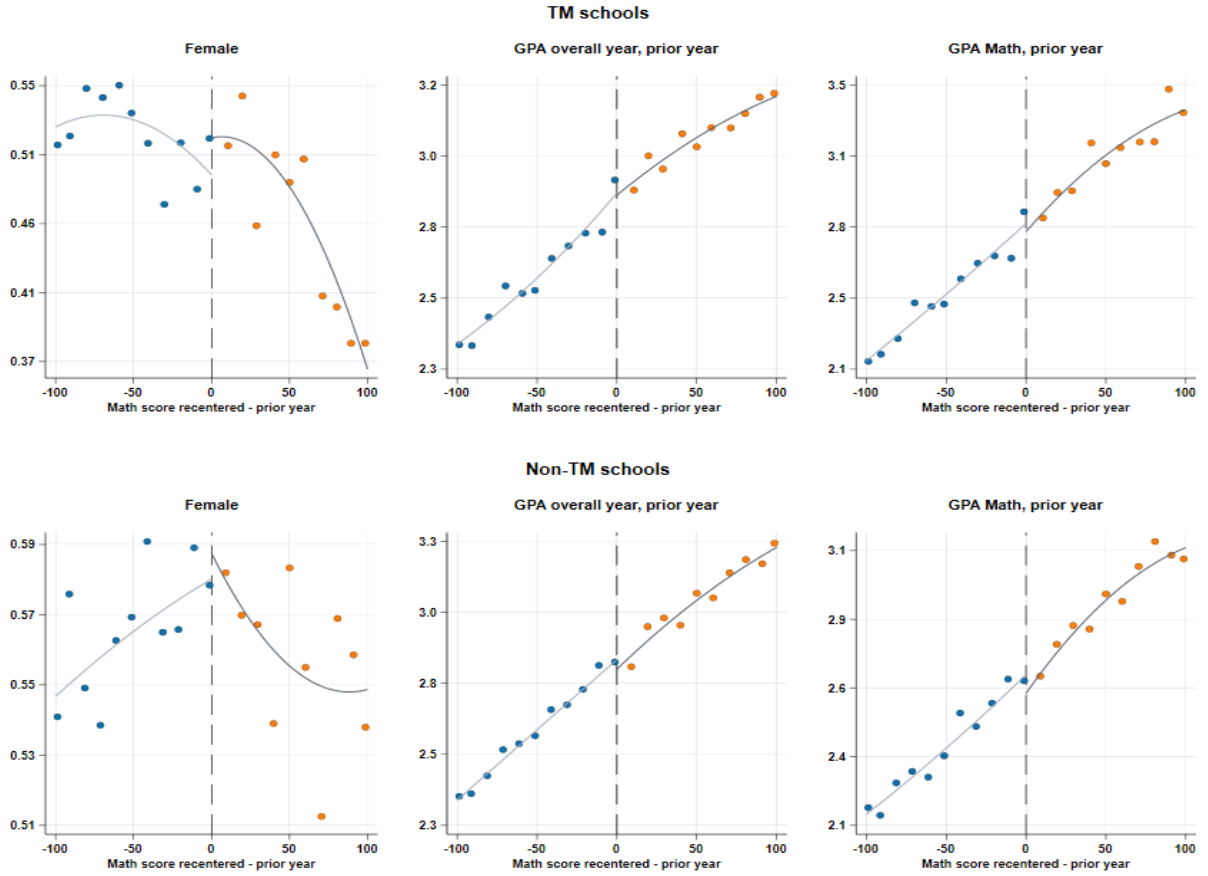 TM schools
Female
GPA overall year, prior year
GPA Math, prior year
0.55
0.51
0.46
0.41
0.37
3.2
3.0
2.8
2.5
2.3
3.5
3.1
2.8
2.5
2.1
-100 -50 0 50 100
-100 -50 0 50 100
-100 -50 0 50 100
Math score recentered - prior year
Math score recentered - prior year
Math score recentered - prior year
Non-TM schools
Female
GPA overall year, prior year
GPA Math, prior year
0.59
0.57
0.55
0.53
0.51
3.3
3.0
2.8
2.5
2.3
3.1
2.9
2.6
2.4
2.1
-100 -50 0 50 100
-100 -50 0 50 100
-100 -50 0 50 100
Math score recentered - prior year
Math score recentered - prior year
Math score recentered - prior year